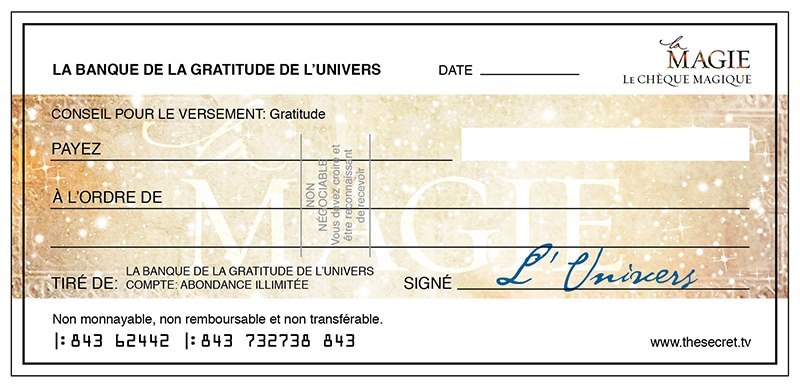 LA BANQUE DE LA GRATITUDE DE L'UNIVERS
DATE
la
MAGIE
LE CHÈQUE MAGIQUE
CONSEIL POUR LE VERSEMENT: Gratitude
PAYEZ
NON
NÉGOCIABLE
Vous devez croire et
être reconnaissant
de recevoir
À L'ORDRE DE
la
MAGIE
TIRÉ DE:
LA BANQUE DE LA GRATITUDE DE L'UNIVERS
COMPTE: ABONDANCE ILLIMITÉE
SIGNÉ
L'Univers
Non monnayable, non remboursable et non transférable.
|:843 62442 |:843 732738 843
www.thesecret.tv